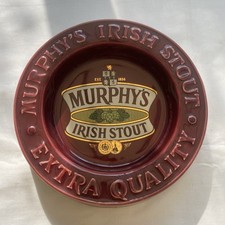 MURPHY'S IRISH STOUT
MURPHY'S
IRISH STOUT
• EXTRA QUALITY •